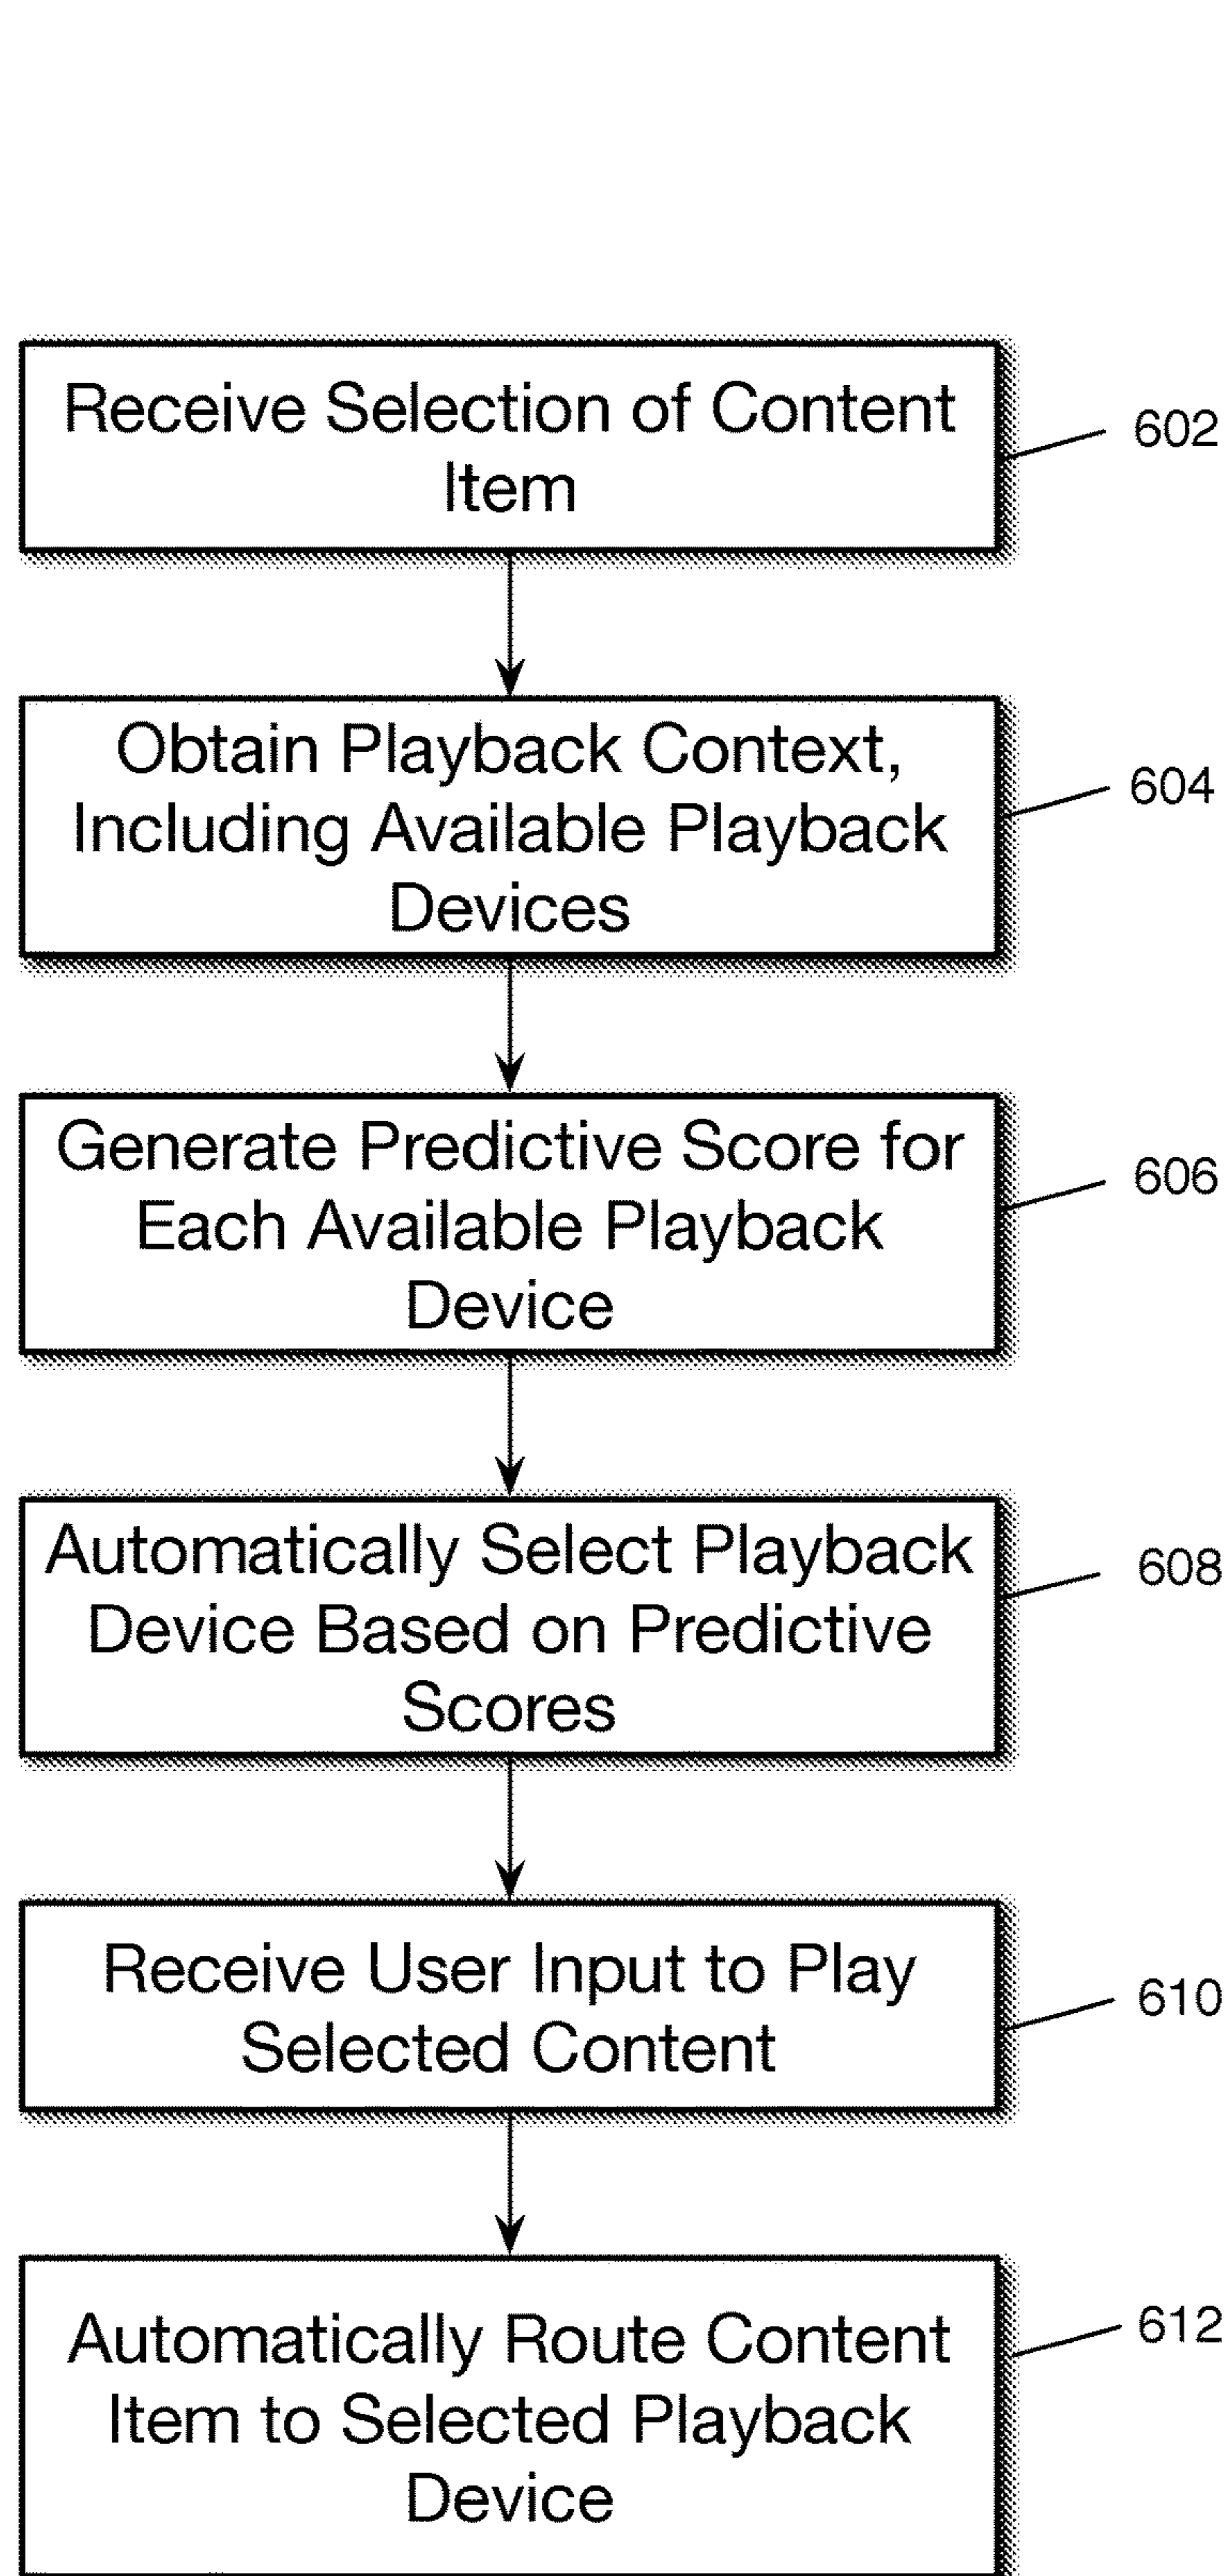 Receive Selection of Content
Item
602
Obtain Playback Context,
Including Available Playback
Devices
604
Generate Predictive Score for
Each Available Playback
Device
606
Automatically Select Playback
Device Based on Predictive
Scores
608
Receive User Input to Play
Selected Content
610
Automatically Route Content
Item to Selected Playback
Device
612